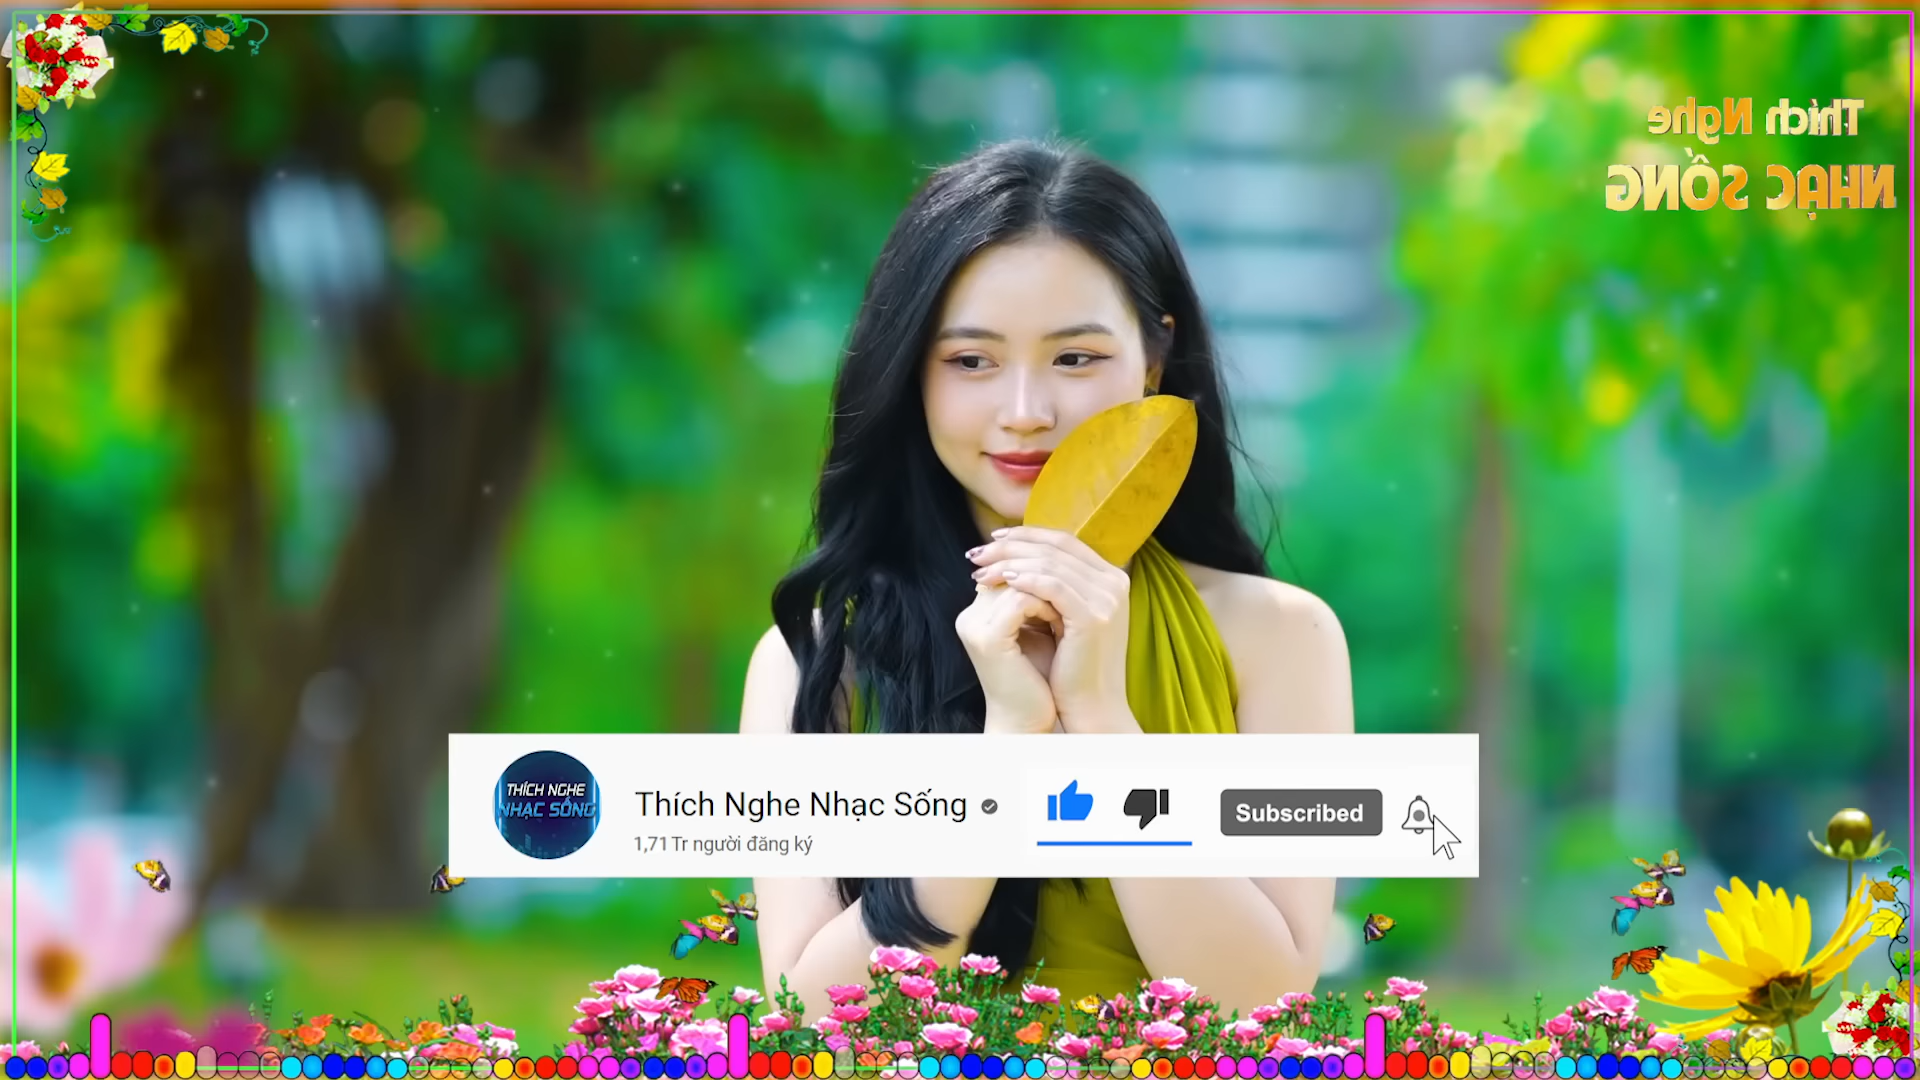 Thích Nghe
NHẠC SỐNG
THÍCH NGHE
NHẠC SỐNG
Thích Nghe Nhạc Sống
1,71 Tr người đăng ký
Subscribed